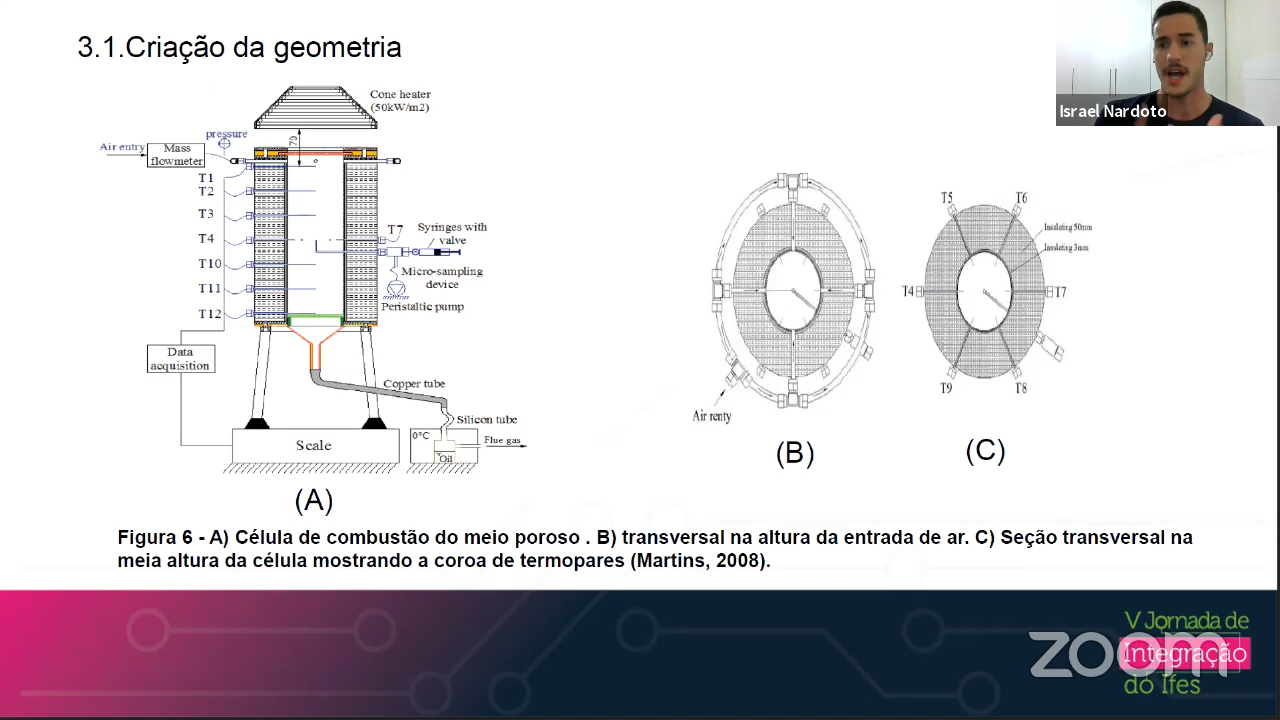 3.1.Criação da geometria
Israel Nardoto
Cone heater
(50kW/m2)
pressure
Air entry
Mass
flowmeter
70
T1
T2
T3
T4
T10
T11
T12
T7
Syringes with
valve
Micro-sampling
device
Peristaltic pump
Data
acquisition
Copper tube
Silicon tube
0°C
Flue gas
Oil
Scale
(A)
Air renty
(B)
T5
T6
Insulating 50mm
Insulating 3mm
T4
T7
T9
T8
(C)
Figura 6 - A) Célula de combustão do meio poroso . B) transversal na altura da entrada de ar. C) Seção transversal na
meia altura da célula mostrando a coroa de termopares (Martins, 2008).
V Jornada de
Integração
do Ifes
zoom